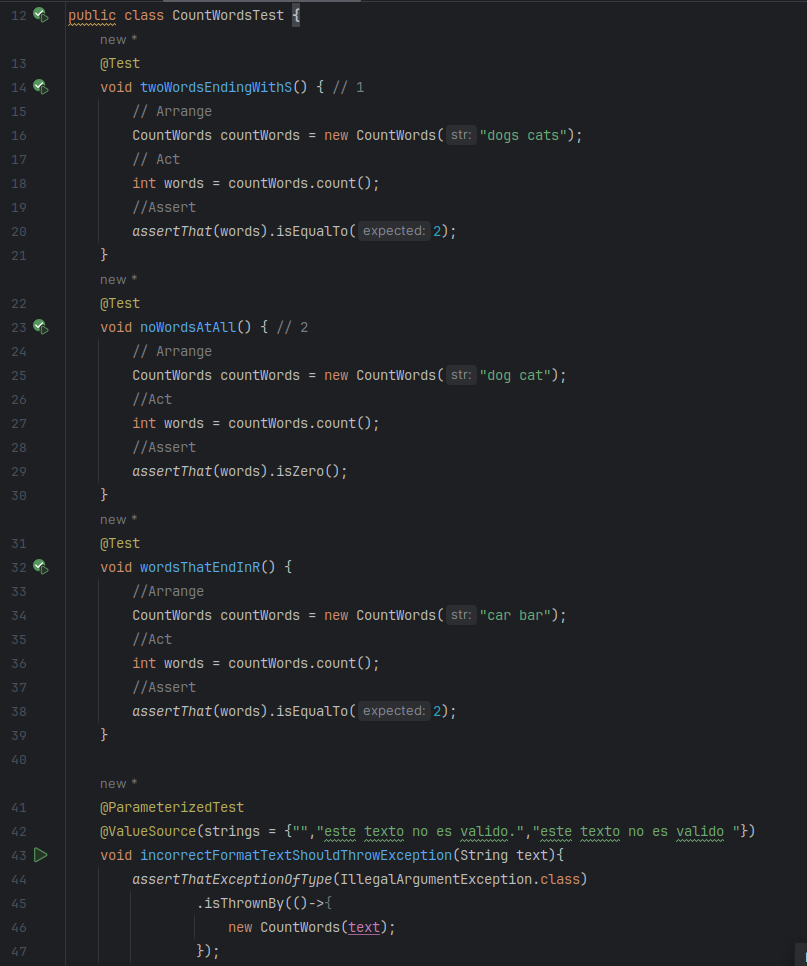 12 public class CountWordsTest {
new *
13 @Test
14 void twoWordsEndingWithS() { // 1
15 // Arrange
16 CountWords countWords = new CountWords( str: "dogs cats");
17 // Act
18 int words = countWords.count();
19 //Assert
20 assertThat(words).isEqualTo( expected: 2);
21 }
new *
22 @Test
23 void noWordsAtAll() { // 2
24 // Arrange
25 CountWords countWords = new CountWords( str: "dog cat");
26 //Act
27 int words = countWords.count();
28 //Assert
29 assertThat(words).isZero();
30 }
new *
31 @Test
32 void wordsThatEndInR() {
33 //Arrange
34 CountWords countWords = new CountWords( str: "car bar");
35 //Act
36 int words = countWords.count();
37 //Assert
38 assertThat(words).isEqualTo( expected: 2);
39 }
40
new *
41 @ParameterizedTest
42 @ValueSource(strings = {"","este texto no es valido.","este texto no es valido "})
43 void incorrectFormatTextShouldThrowException(String text){
44 assertThatExceptionOfType(IllegalArgumentException.class)
45 .isThrownBy(()->{
46 new CountWords(text);
47 });